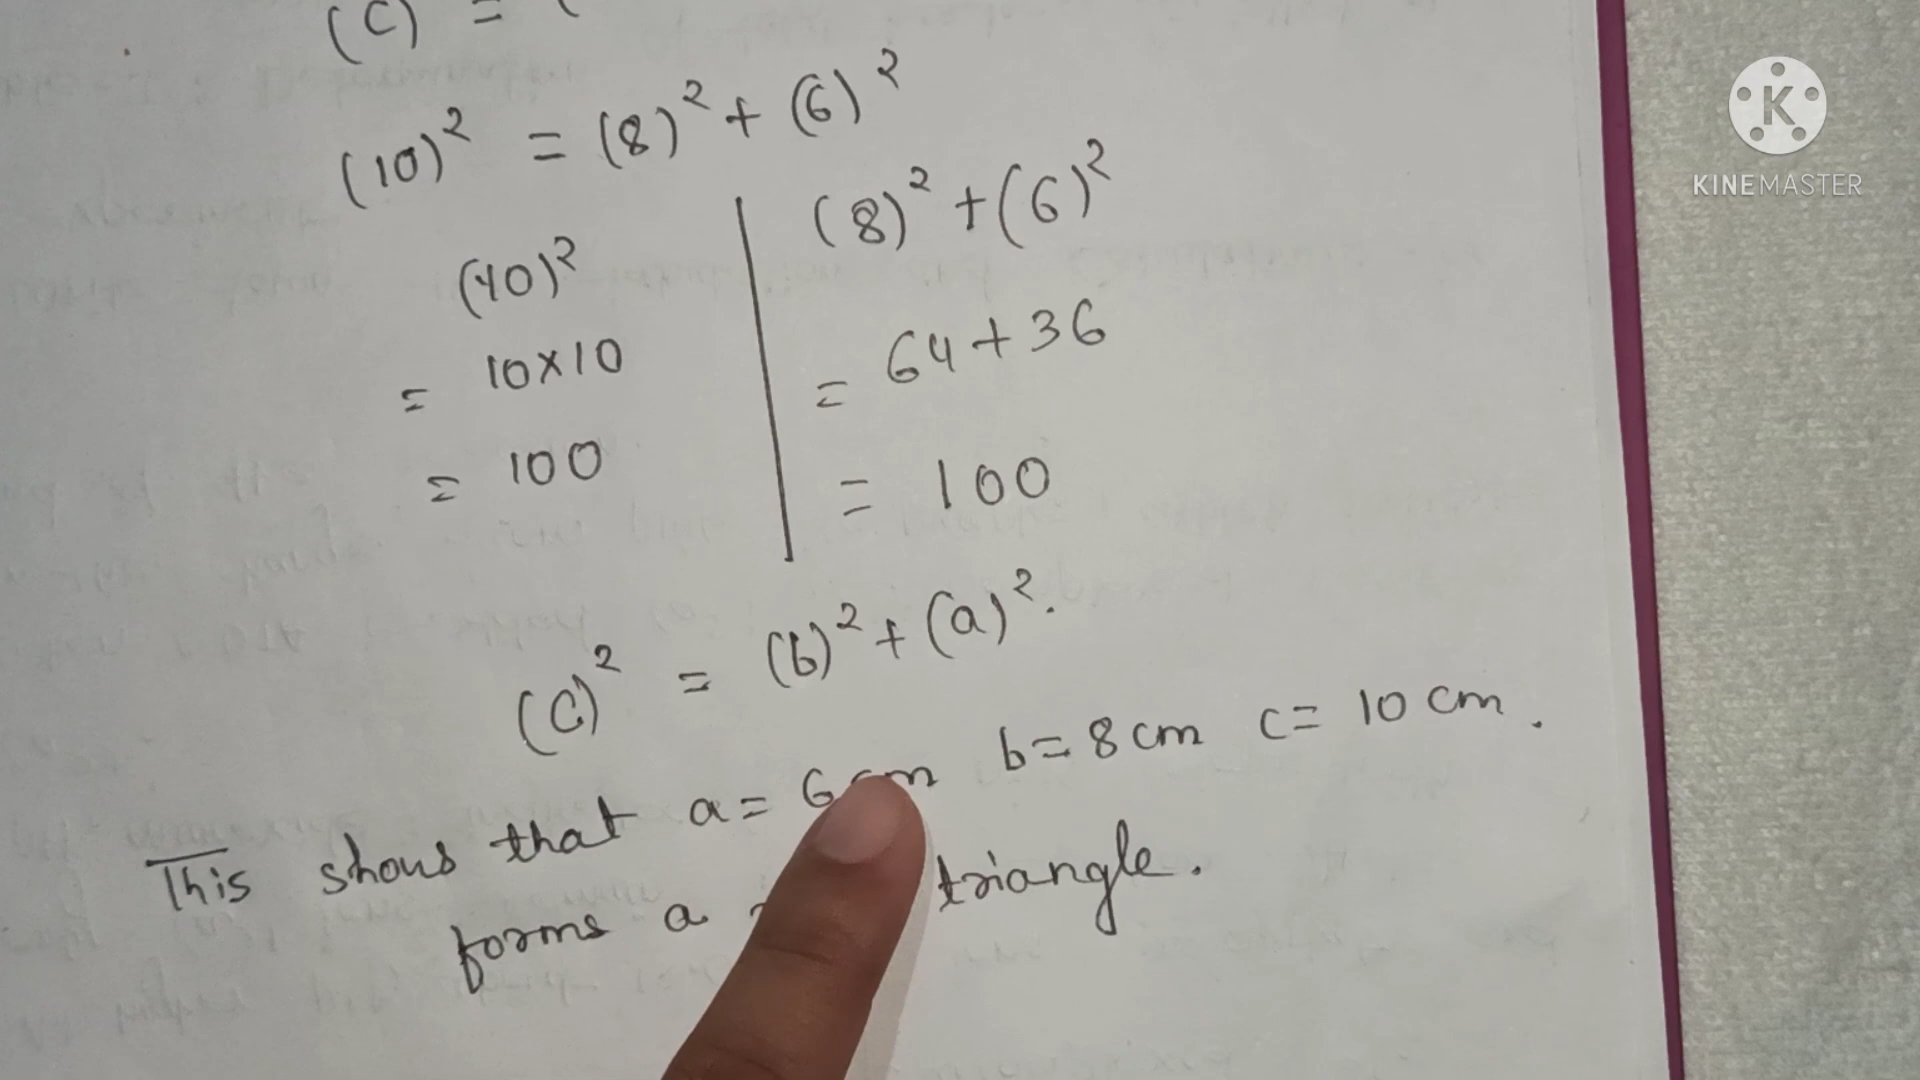 (C) =
(10)² = (8)² + (6)²
(10)²
= 10×10
= 100
(8)² + (6)²
= 64 + 36
= 100
(C)² = (b)² + (a)².
This shows that a = 6 cm b = 8 cm c = 10 cm.
forms a triangle.
KINEMASTER